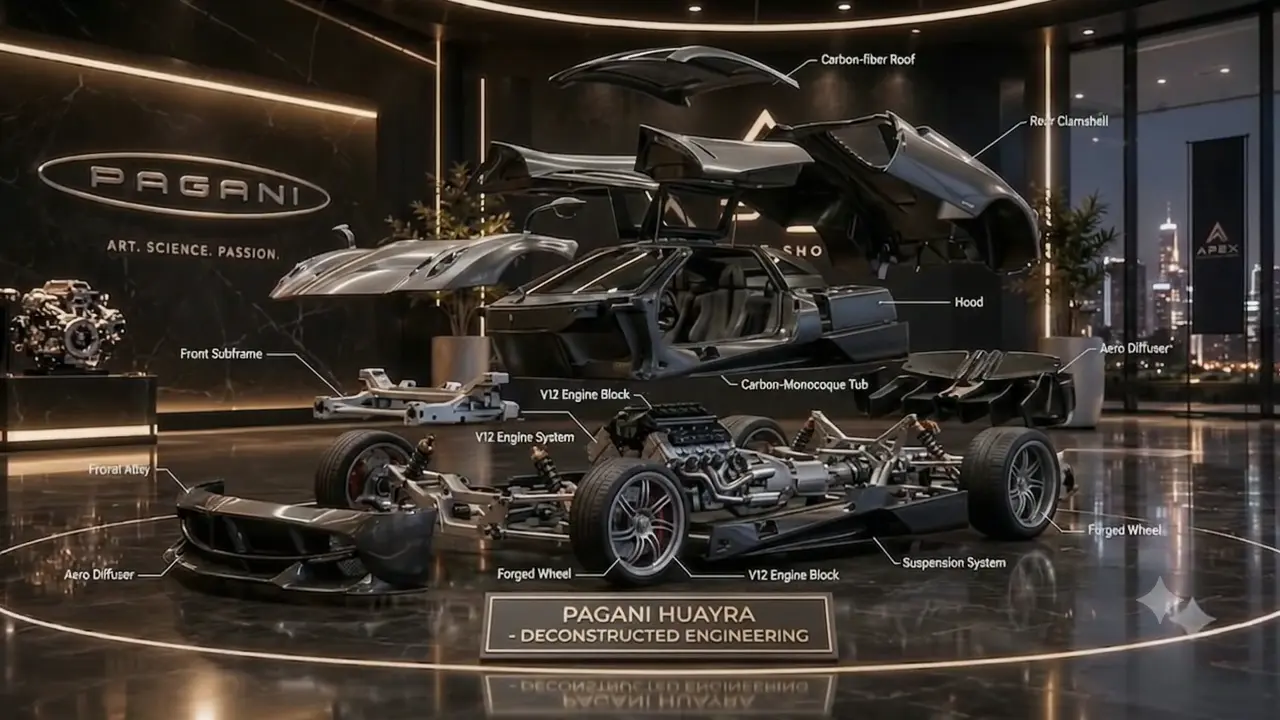 Carbon-fiber Roof
Rear Clamshell
PAGANI
ART. SCIENCE. PASSION.
SHO
APEX
Hood
Front Subframe
Aero Diffuser
Carbon-Monocoque Tub
V12 Engine Block
V12 Engine System
Aero Diffuser
Forged Wheel
V12 Engine Block
Suspension System
Forged Wheel
PAGANI HUAYRA
- DECONSTRUCTED ENGINEERING